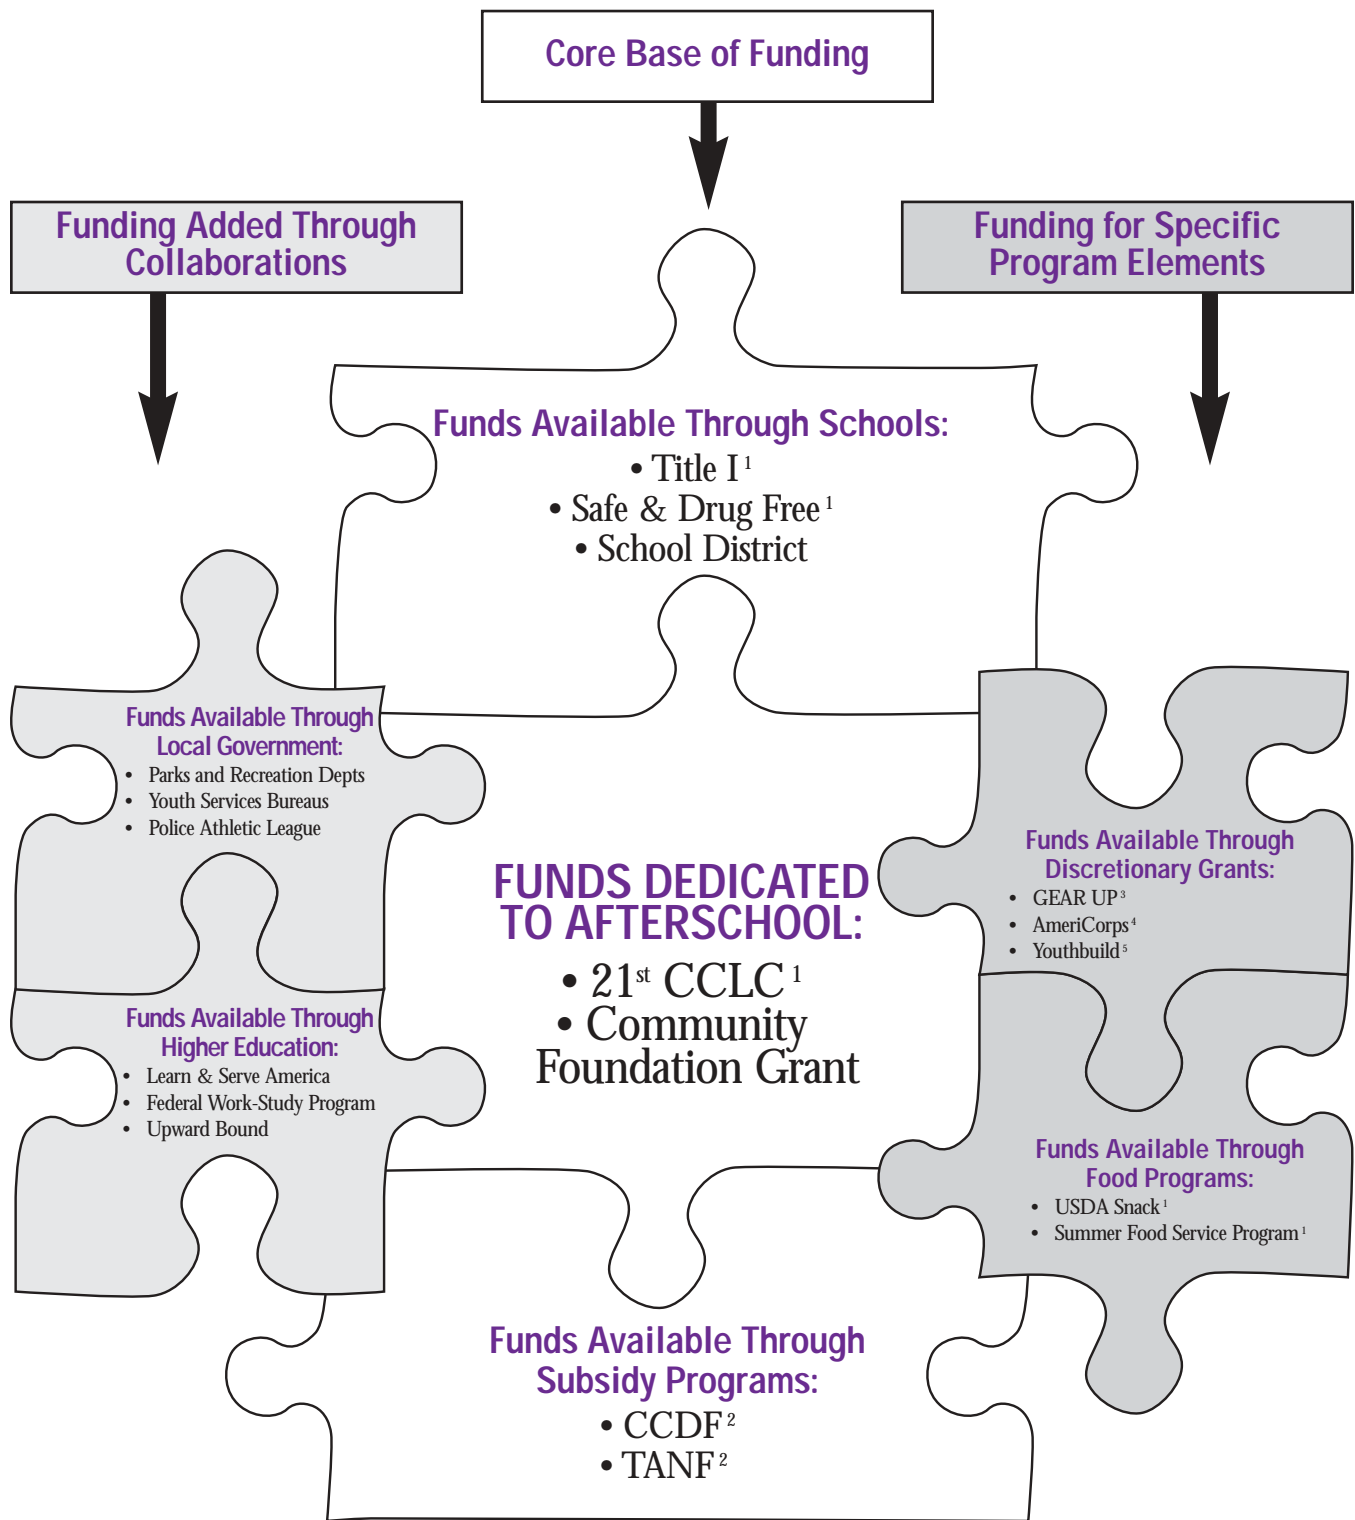 Core Base of Funding
Funding Added Through
Collaborations
Funding for Specific
Program Elements
Funds Available Through Schools:
• Title I ¹
• Safe & Drug Free ¹
• School District
Funds Available Through
Local Government:
• Parks and Recreation Depts
• Youth Services Bureaus
• Police Athletic League
Funds Available Through
Higher Education:
• Learn & Serve America
• Federal Work-Study Program
• Upward Bound
FUNDS DEDICATED
TO AFTERSCHOOL:
• 21st CCLC ¹
• Community
Foundation Grant
Funds Available Through
Discretionary Grants:
• GEAR UP ³
• AmeriCorps ⁴
• Youthbuild ⁵
Funds Available Through
Food Programs:
• USDA Snack ¹
• Summer Food Service Program ¹
Funds Available Through
Subsidy Programs:
• CCDF ²
• TANF ²